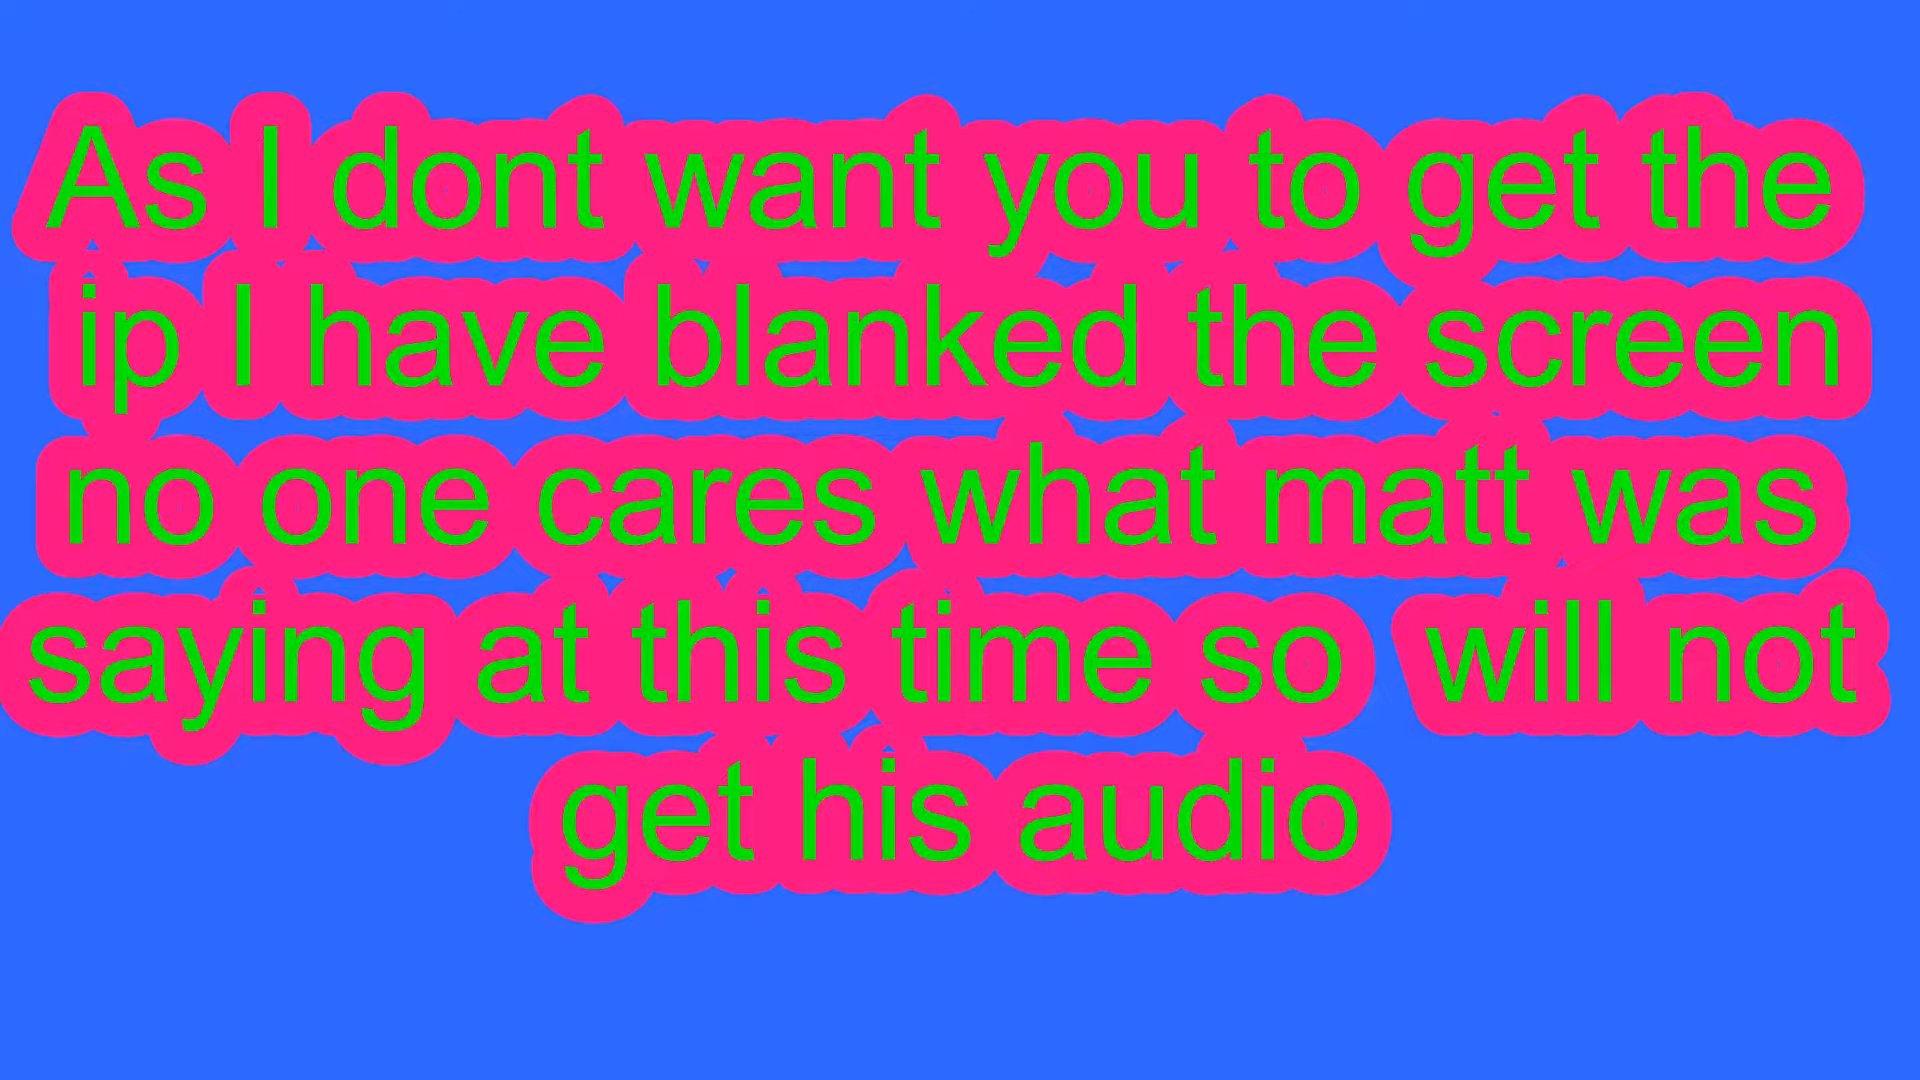 As I dont want you to get the
ip I have blanked the screen
no one cares what matt was
saying at this time so will not
get his audio